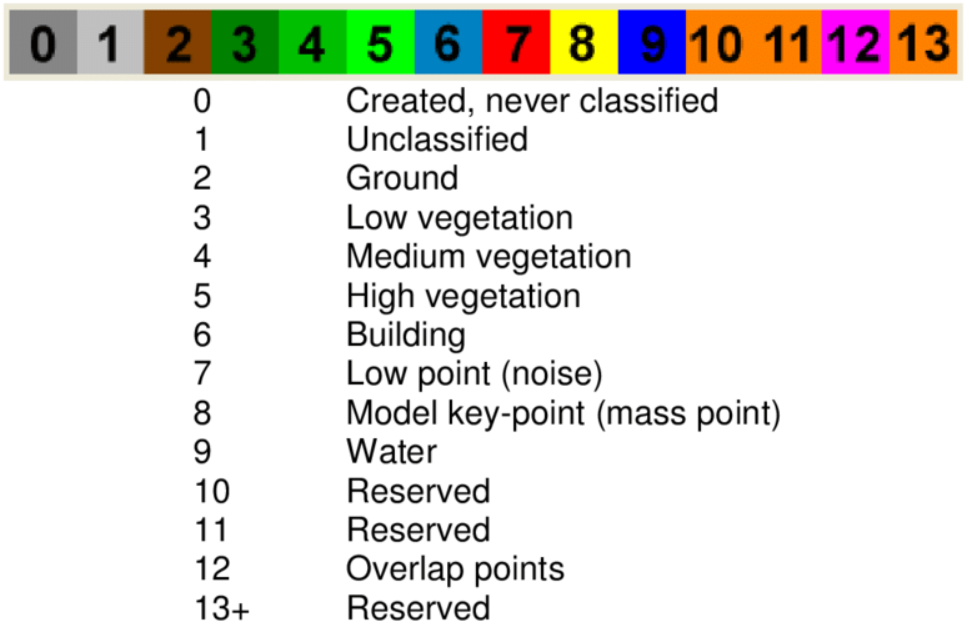 0 1 2 3 4 5 6 7 8 9 10 11 12 13
0 Created, never classified
1 Unclassified
2 Ground
3 Low vegetation
4 Medium vegetation
5 High vegetation
6 Building
7 Low point (noise)
8 Model key-point (mass point)
9 Water
10 Reserved
11 Reserved
12 Overlap points
13+ Reserved